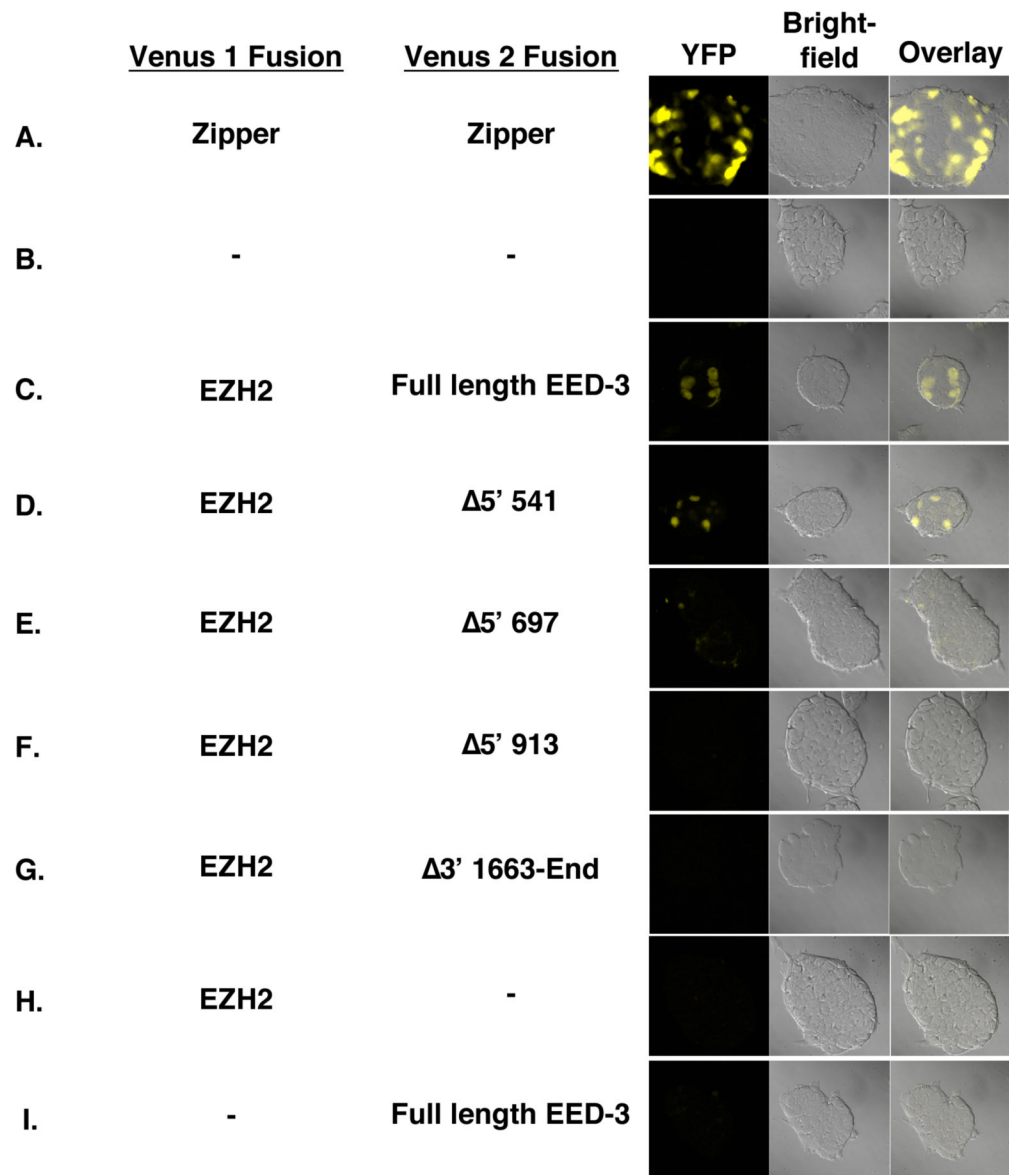 Venus 1 Fusion Venus 2 Fusion YFP Bright-
field Overlay
A. Zipper Zipper
B. - -
C. EZH2 Full length EED-3
D. EZH2 Δ5’ 541
E. EZH2 Δ5’ 697
F. EZH2 Δ5’ 913
G. EZH2 Δ3’ 1663-End
H. EZH2 -
I. - Full length EED-3